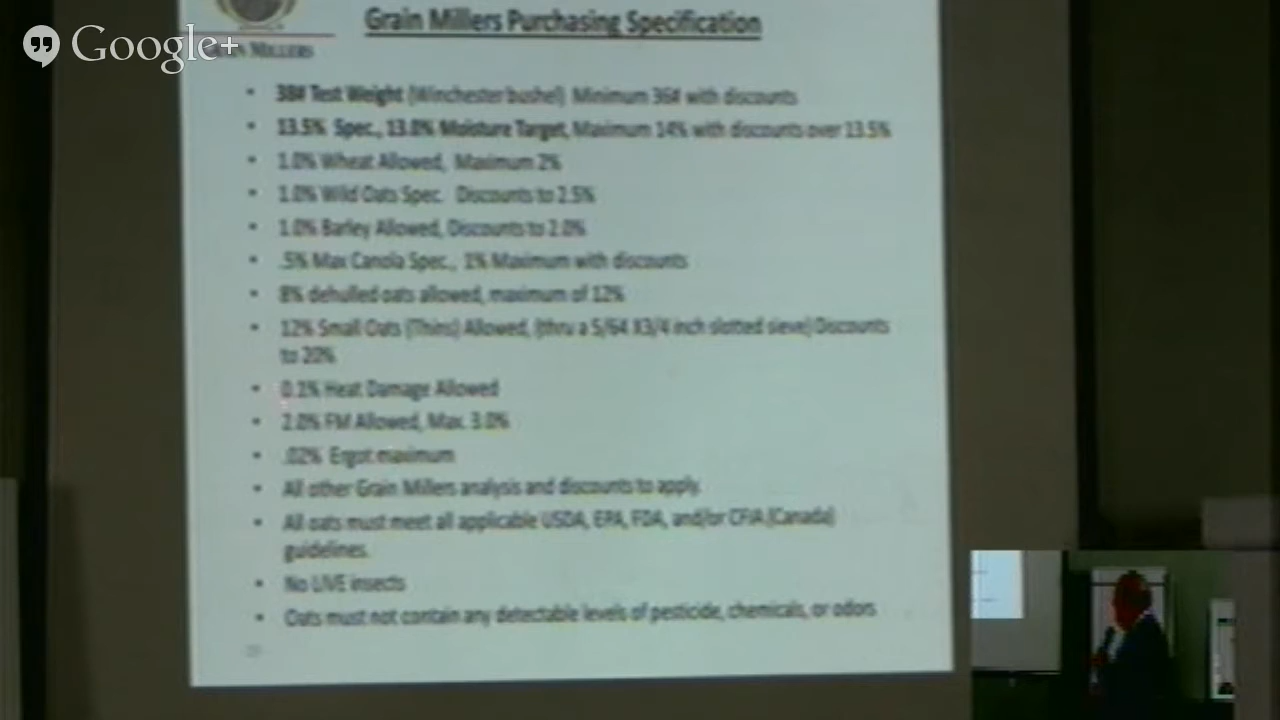 Google+
Grain Millers Purchasing Specification
GRAIN MILLERS
• 38# Test Weight (Winchester bushel) Minimum 36# with discounts
• 13.5% Spec., 13.0% Moisture Target, Maximum 14% with discounts over 13.5%
• 1.0% Wheat Allowed, Maximum 2%
• 1.0% Wild Oats Spec. Discounts to 2.5%
• 1.0% Barley Allowed, Discounts to 2.0%
• .5% Max Canola Spec., 1% Maximum with discounts
• 8% dehulled oats allowed, maximum of 12%
• 12% Small Oats (Thins) Allowed, (thru a 5/64 X3/4 inch slotted sieve) Discounts
to 20%
• 0.1% Heat Damage Allowed
• 2.0% FM Allowed, Max. 3.0%
• .02% Ergot maximum
• All other Grain Millers analysis and discounts to apply.
• All oats must meet all applicable USDA, EPA, FDA, and/or CFIA (Canada)
guidelines.
• No LIVE insects
• Oats must not contain any detectable levels of pesticide, chemicals, or odors